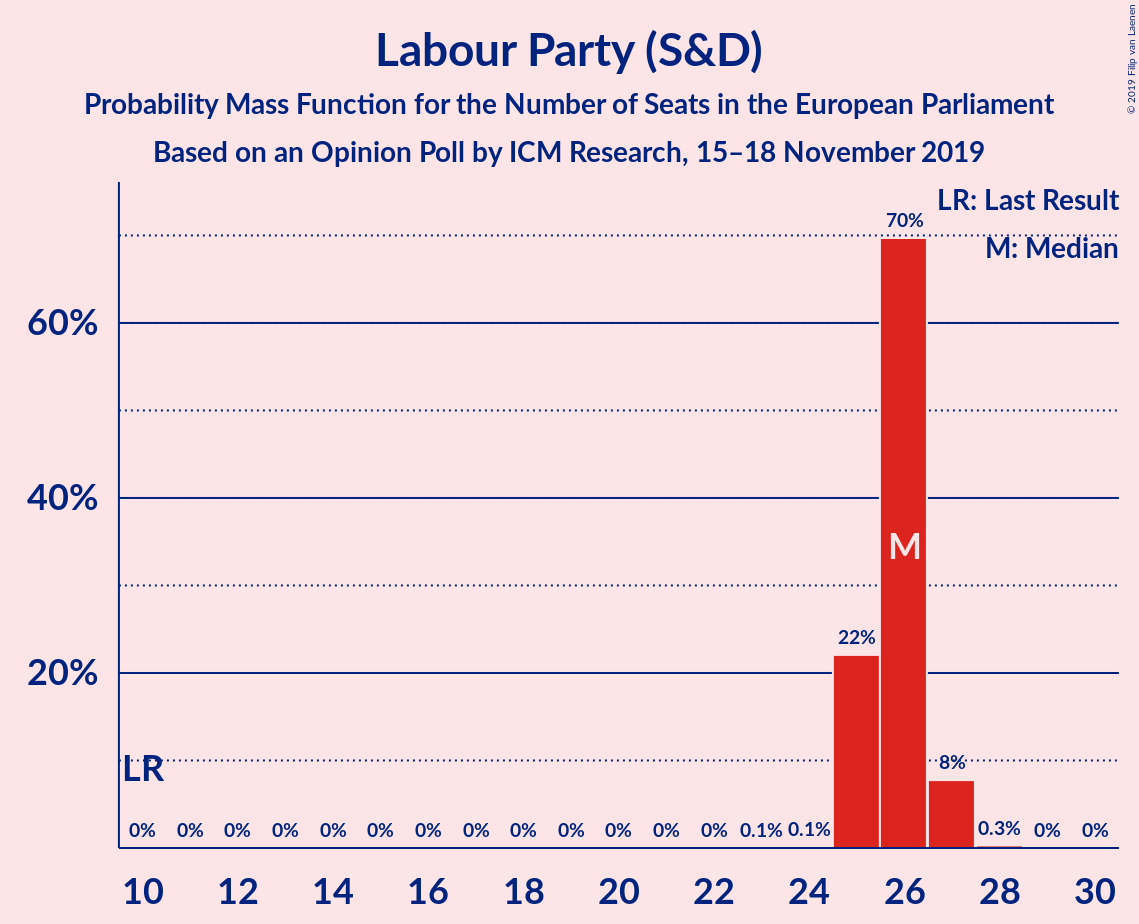 Labour Party (S&D)
Probability Mass Function for the Number of Seats in the European Parliament
Based on an Opinion Poll by ICM Research, 15–18 November 2019
© 2019 Filip van Laenen
LR: Last Result
M: Median
70%
60%
40%
M
22%
20%
LR
8%
0% 0% 0% 0% 0% 0% 0% 0% 0% 0% 0% 0% 0% 0.1% 0.1% 0.3% 0% 0%
10 12 14 16 18 20 22 24 26 28 30